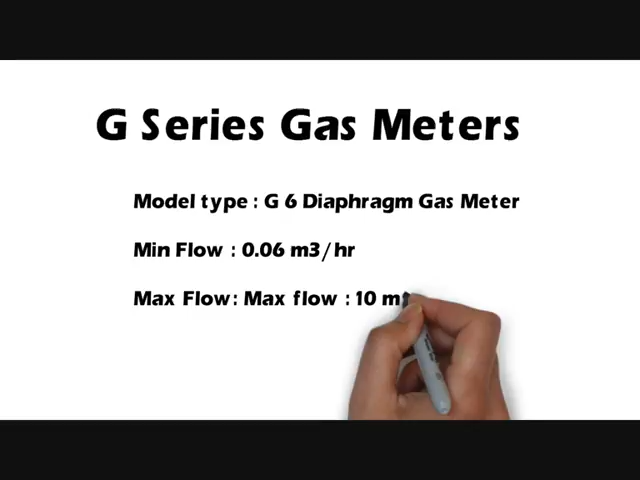 G Series Gas Meters
Model type : G 6 Diaphragm Gas Meter
Min Flow : 0.06 m3/hr
Max Flow: Max flow : 10 m